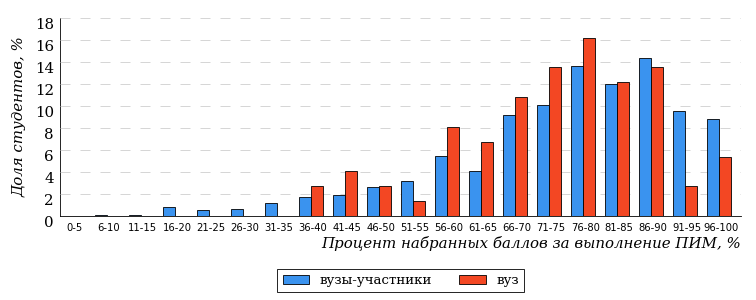 18
16
14
12
10
8
6
4
2
0
Доля студентов, %
0-5 6-10 11-15 16-20 21-25 26-30 31-35 36-40 41-45 46-50 51-55 56-60 61-65 66-70 71-75 76-80 81-85 86-90 91-95 96-100
Процент набранных баллов за выполнение ПИМ, %
вузы-участники вуз